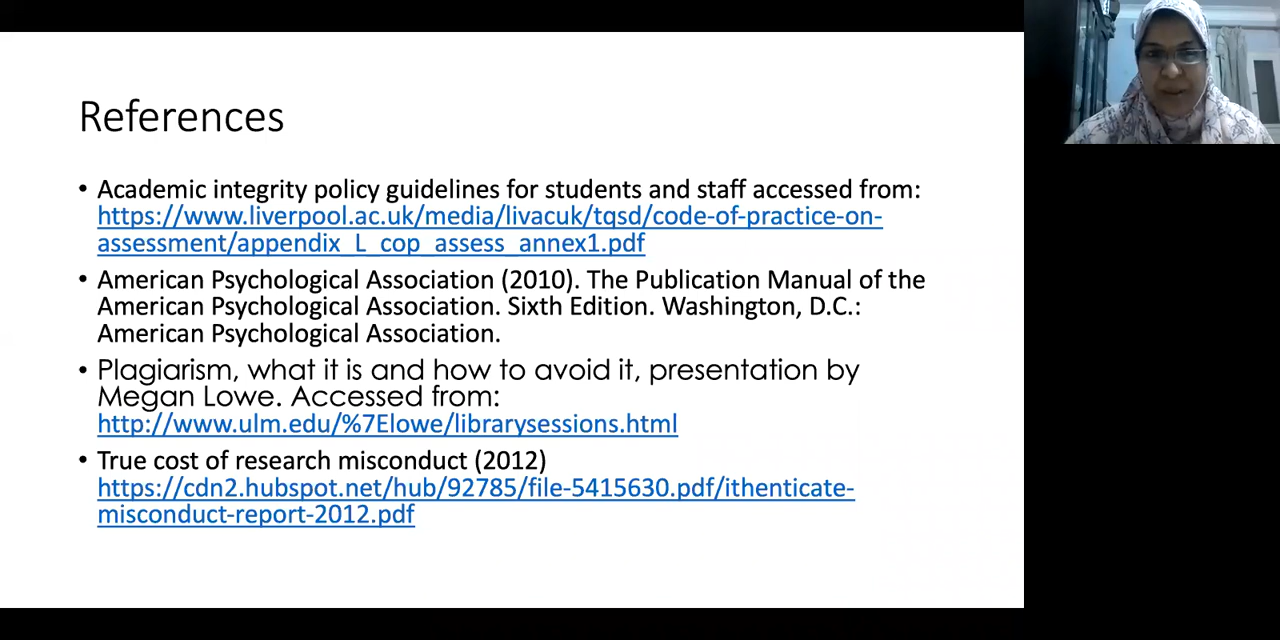 References
• Academic integrity policy guidelines for students and staff accessed from:
https://www.liverpool.ac.uk/media/livacuk/tqsd/code-of-practice-on-
assessment/appendix_L_cop_assess_annex1.pdf
• American Psychological Association (2010). The Publication Manual of the
American Psychological Association. Sixth Edition. Washington, D.C.:
American Psychological Association.
• Plagiarism, what it is and how to avoid it, presentation by
Megan Lowe. Accessed from:
http://www.ulm.edu/%7Elowe/librarysessions.html
• True cost of research misconduct (2012)
https://cdn2.hubspot.net/hub/92785/file-5415630.pdf/ithenticate-
misconduct-report-2012.pdf